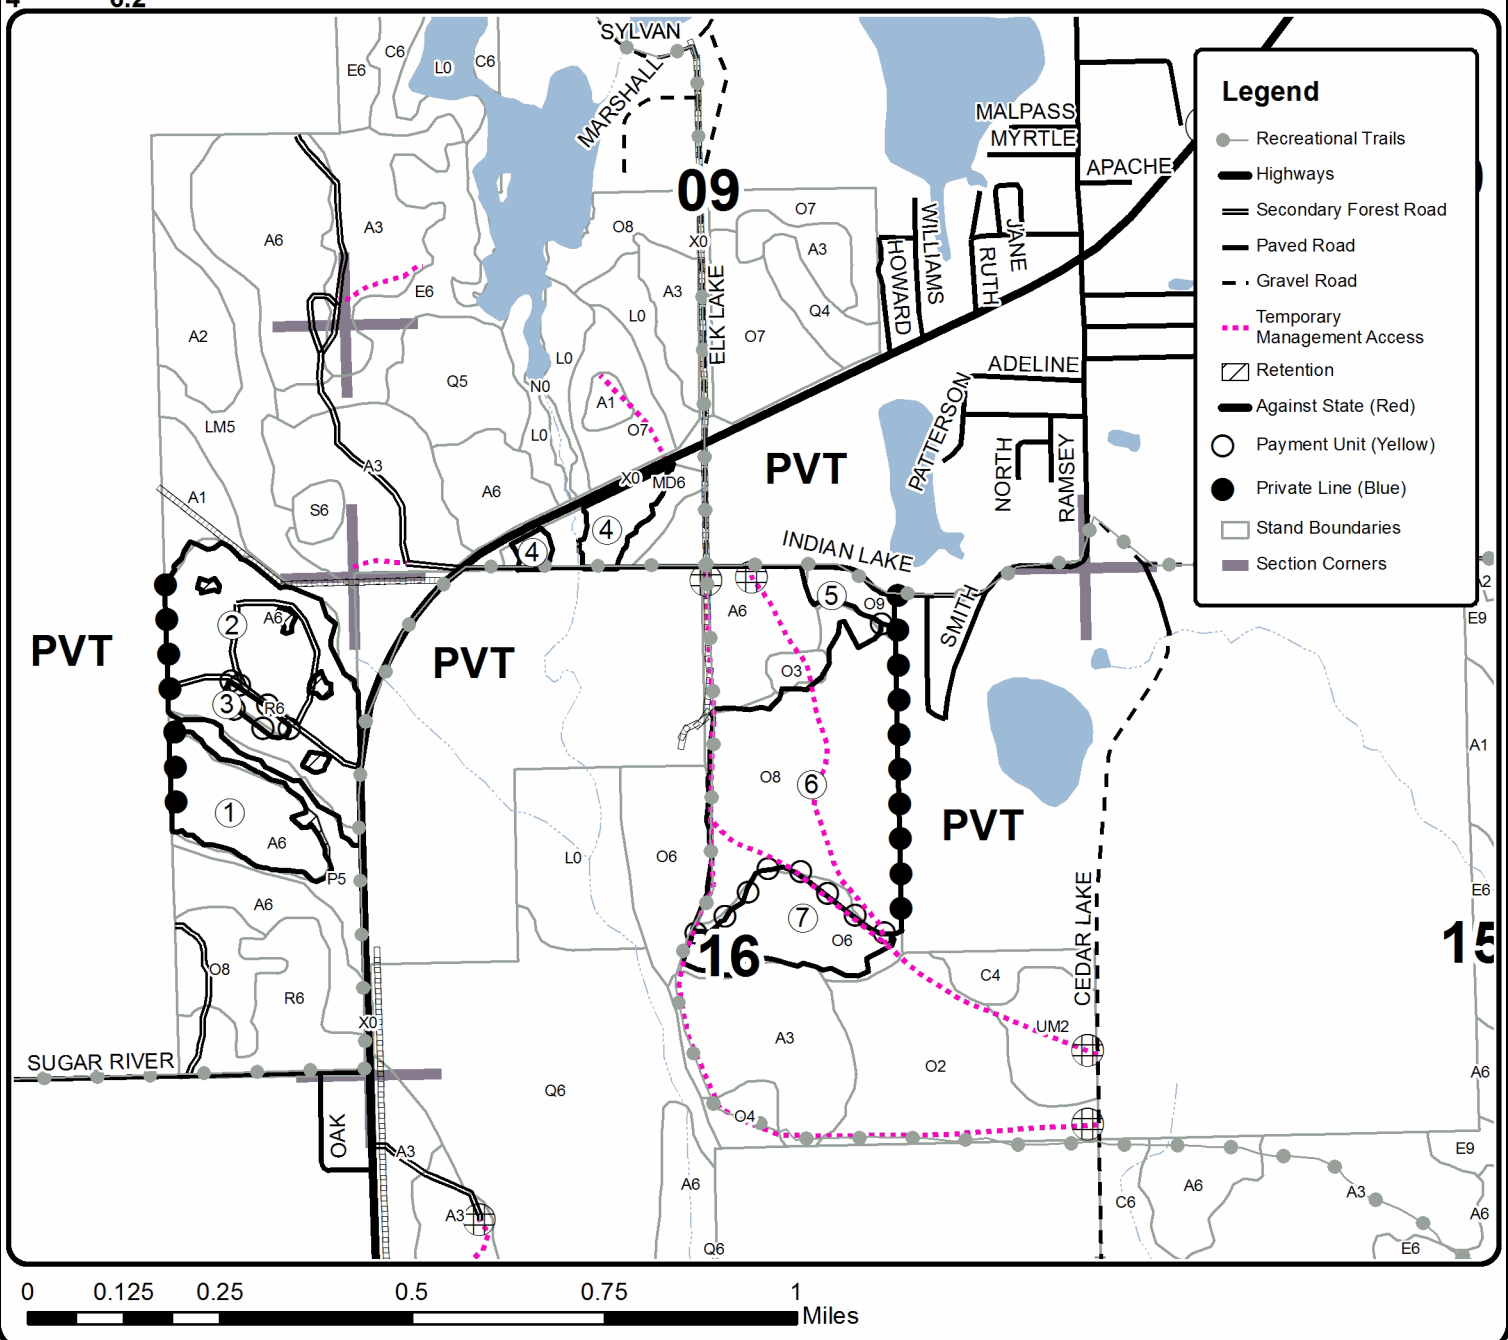 SYLVAN
C6
E6
L0
C6
MARSHALL
Legend
Recreational Trails
Highways
Secondary Forest Road
Paved Road
Gravel Road
Temporary
Management Access
Retention
Against State (Red)
Payment Unit (Yellow)
Private Line (Blue)
Stand Boundaries
Section Corners
MALPASS
MYRTLE
APACHE
09
O7
A6
A3
O8
X0
A3
WILLIAMS
JANE
HOWARD
RUTH
E6
A3
L0
ELK LAKE
Q4
A2
O7
L0
ADELINE
Q5
N0
A1
PATTERSON
LM5
L0
O7
NORTH
RAMSEY
A3
PVT
X0
MD6
A1
A6
S6
4
4
INDIAN LAKE
2
A6
A6
5
O9
SMITH
E9
A2
PVT
PVT
O3
3
R6
A1
O8
6
1
PVT
A6
L0
O6
P5
E6
A6
7
O6
CEDAR LAKE
16
15
O8
C4
R6
X0
UM2
A3
SUGAR RIVER
O2
A6
Q6
O4
OAK
A3
E9
A6
A6
A3
C6
A3
A6
Q6
E6
0
0.125
0.25
0.5
0.75
1
Miles